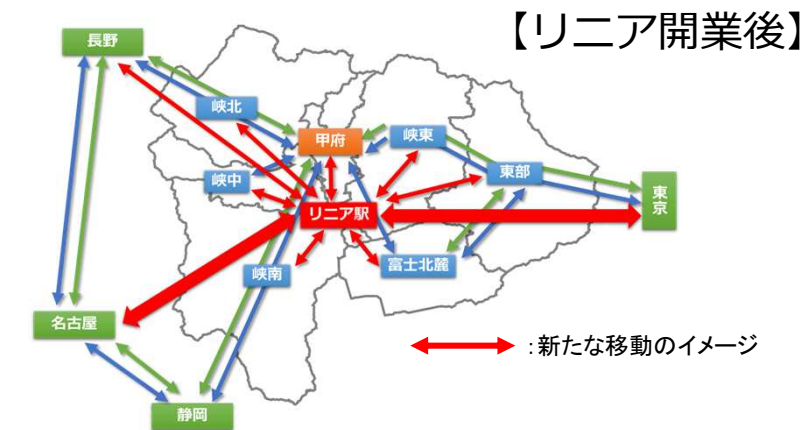 【リニア開業後】
長野
峡北
甲府
峡東
東部
峡中
東京
リニア駅
峡南
富士北麓
名古屋
:新たな移動のイメージ
静岡